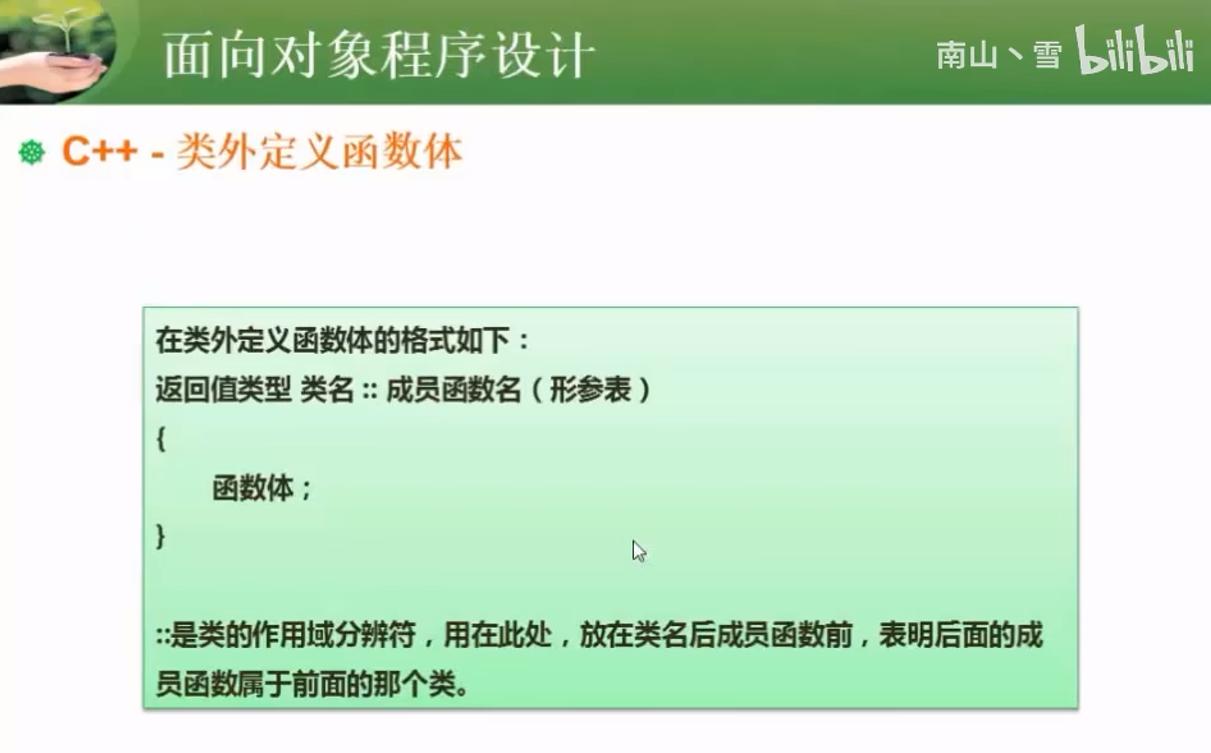 面向对象程序设计
南山丶雪 bilibili
C++ - 类外定义函数体
在类外定义函数体的格式如下：
返回值类型 类名 :: 成员函数名（形参表）
{
函数体；
}
::是类的作用域分辨符，用在此处，放在类名后成员函数前，表明后面的成
员函数属于前面的那个类。